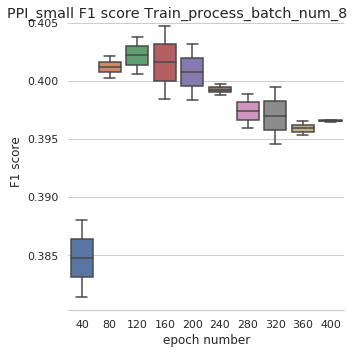 PPI_small F1 score Train_process_batch_num_8
0.405
0.400
0.395
0.390
0.385
F1 score
40 80 120 160 200 240 280 320 360 400
epoch number